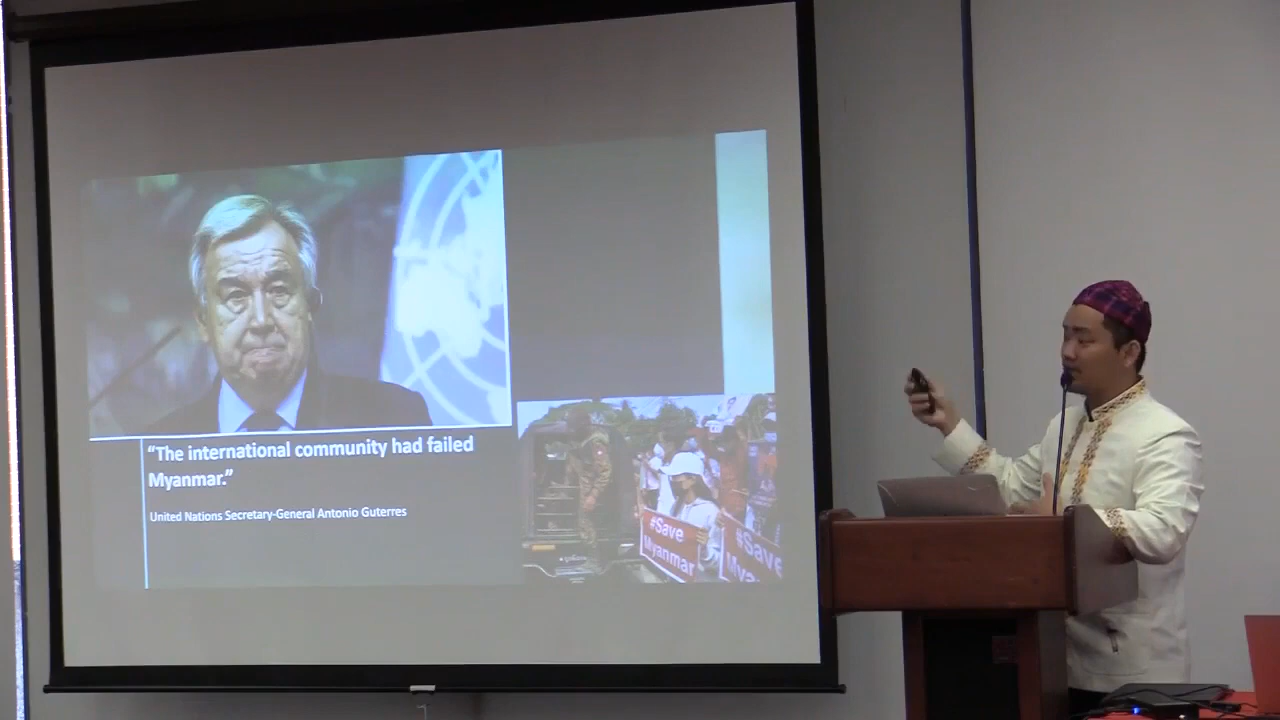 “The international community had failed
Myanmar.”
United Nations Secretary-General Antonio Guterres
#Save
Myanmar
#Save